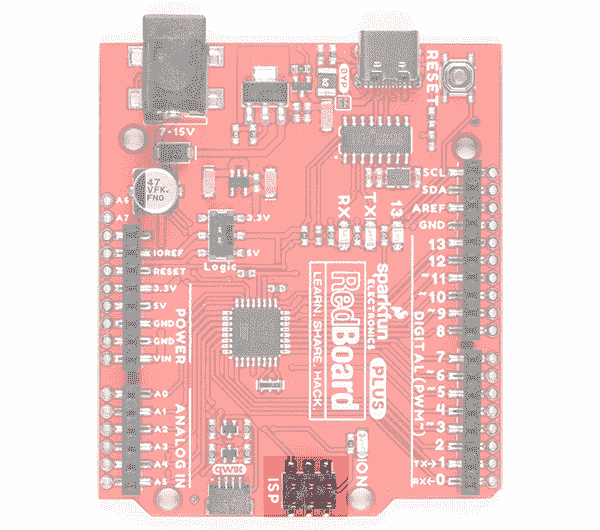 7-15V
BYP
RESET
47
VFK.
FNO
A6
A7
IOREF
RESET
3.3V
5V
GND
GND
VIN
POWER
A0
A1
A2
A3
A4
A5
ANALOG IN
3.3V
5V
Logic
RX
TX
13
SCL
SDA
AREF
GND
13
12
~11
~10
~9
8
7
~6
~5
4
~3
2
TX→1
RX←0
DIGITAL (PWM~)
sparkfun
ELECTRONICS
RedBoard
LEARN. SHARE. HACK.
PLUS
QWIIC
ISP
ON